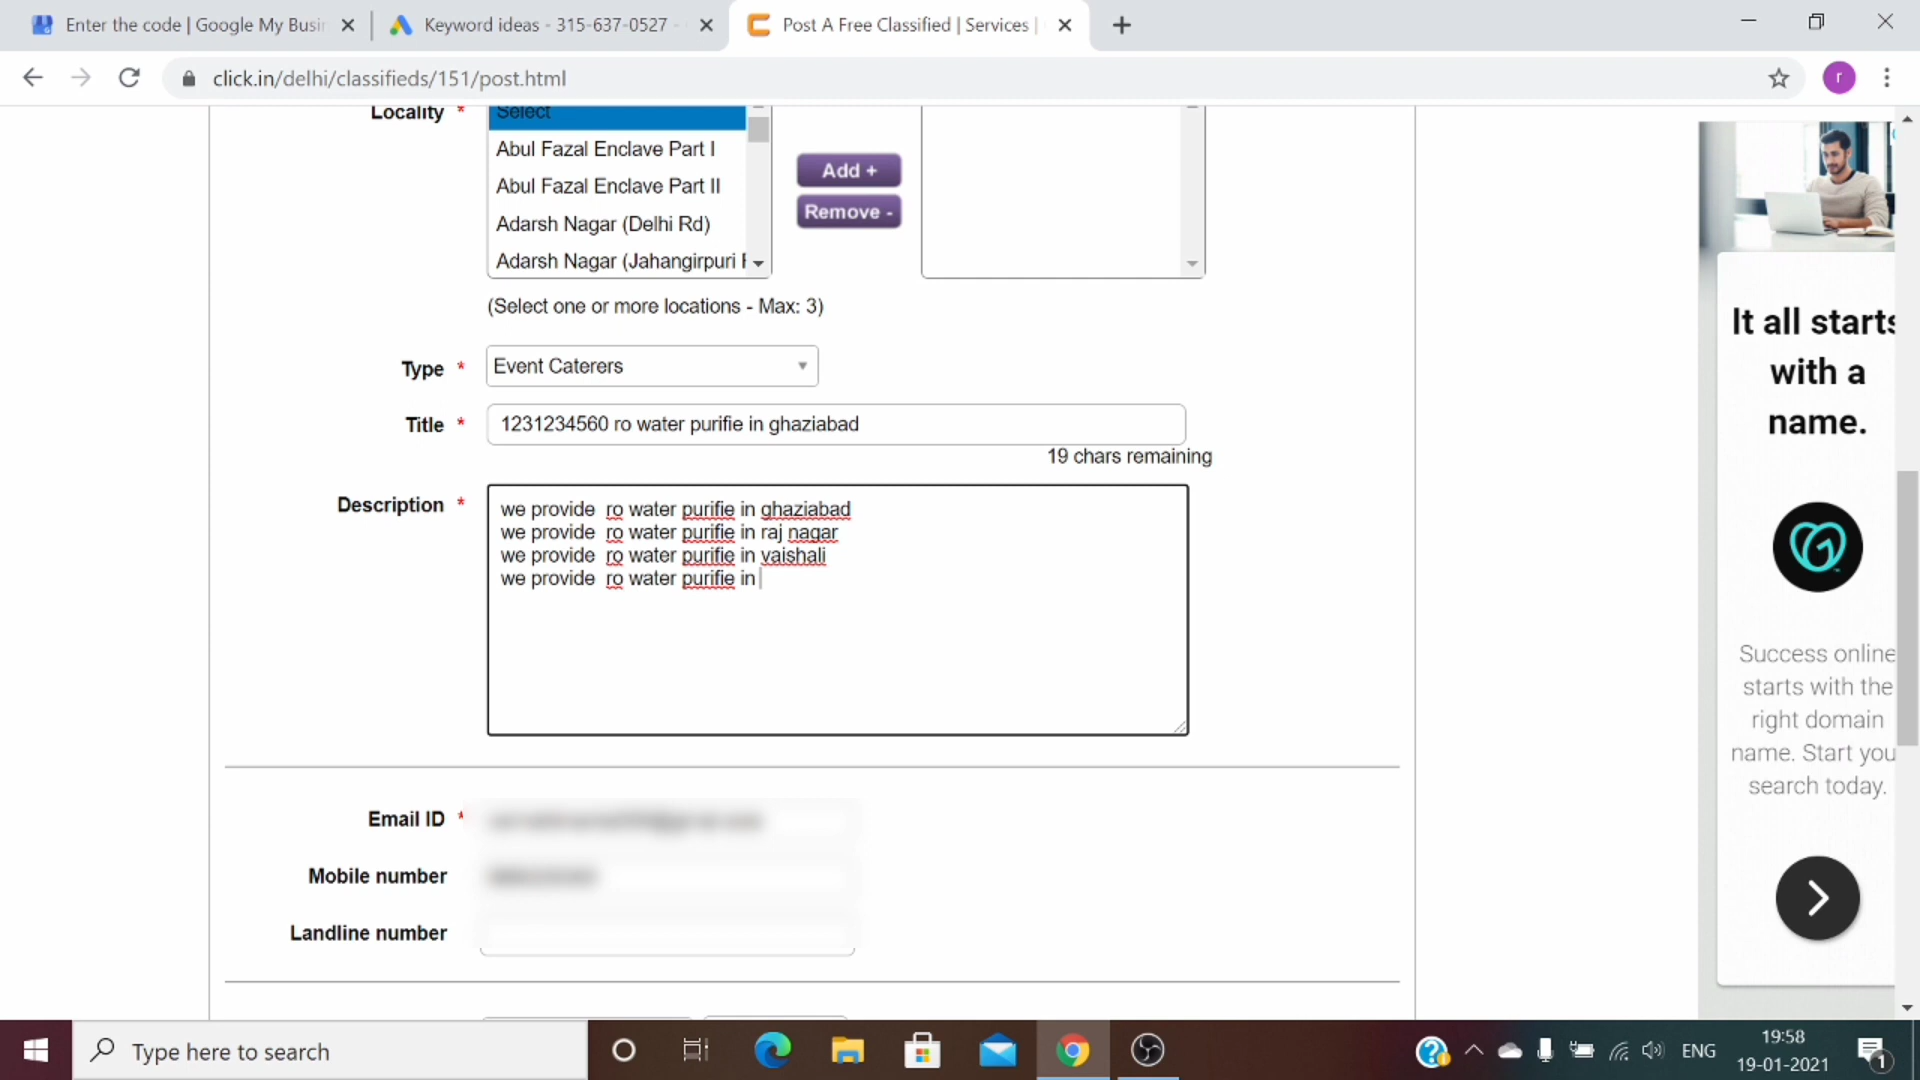 Enter the code | Google My Busin
Keyword ideas - 315-637-0527 -
Post A Free Classified | Services |
click.in/delhi/classifieds/151/post.html
r
Locality *
Select
Abul Fazal Enclave Part I
Abul Fazal Enclave Part II
Adarsh Nagar (Delhi Rd)
Adarsh Nagar (Jahangirpuri
Add +
Remove -
(Select one or more locations - Max: 3)
Type *
Event Caterers
Title *
1231234560 ro water purifie in ghaziabad
19 chars remaining
Description *
we provide  ro water purifie in ghaziabad
we provide  ro water purifie in raj nagar
we provide  ro water purifie in vaishali
we provide  ro water purifie in
Email ID *
Mobile number
Landline number
It all starts
with a
name.
Success online
starts with the
right domain
name. Start you
search today.
Type here to search
ENG
19:58
19-01-2021
1